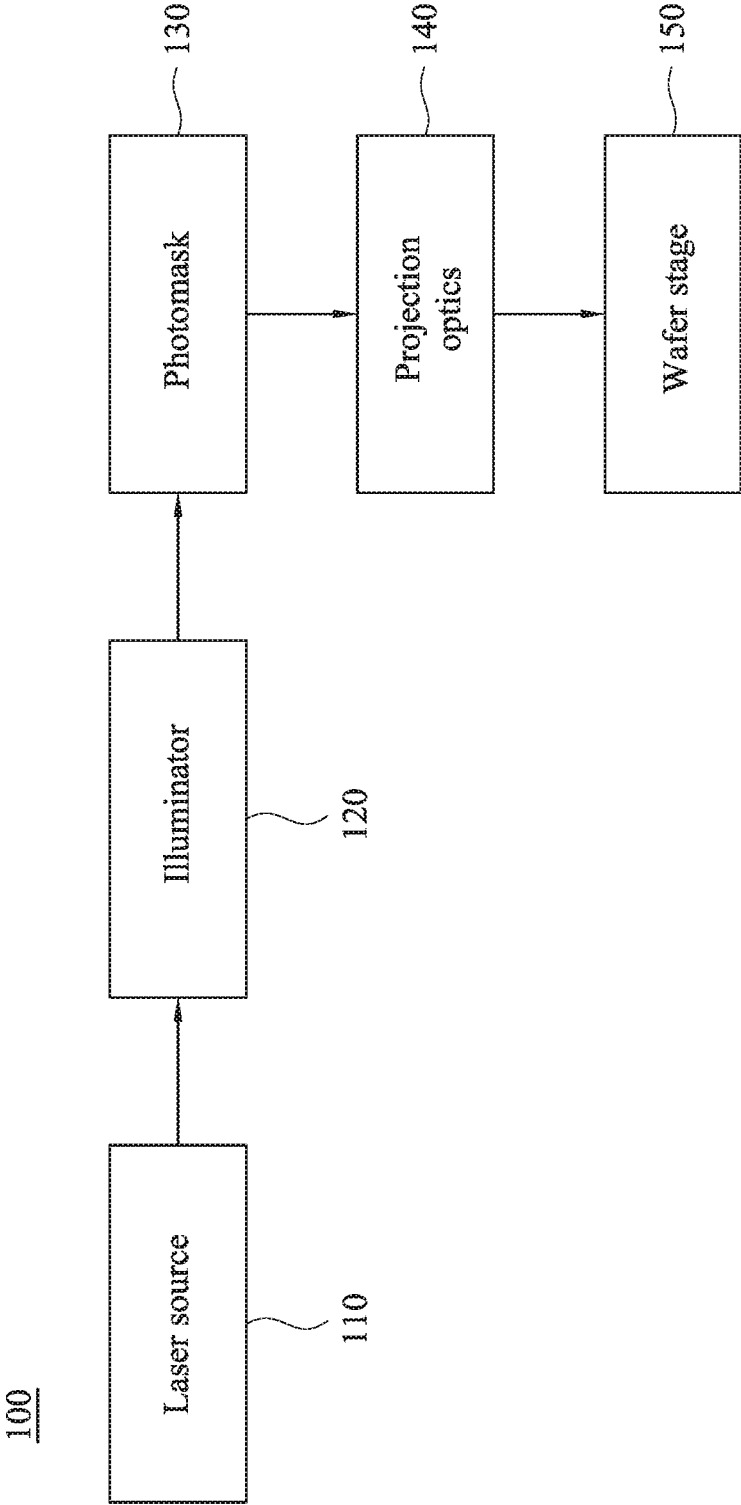 100
Laser source
110
Illuminator
120
Photomask
130
Projection
optics
140
Wafer stage
150